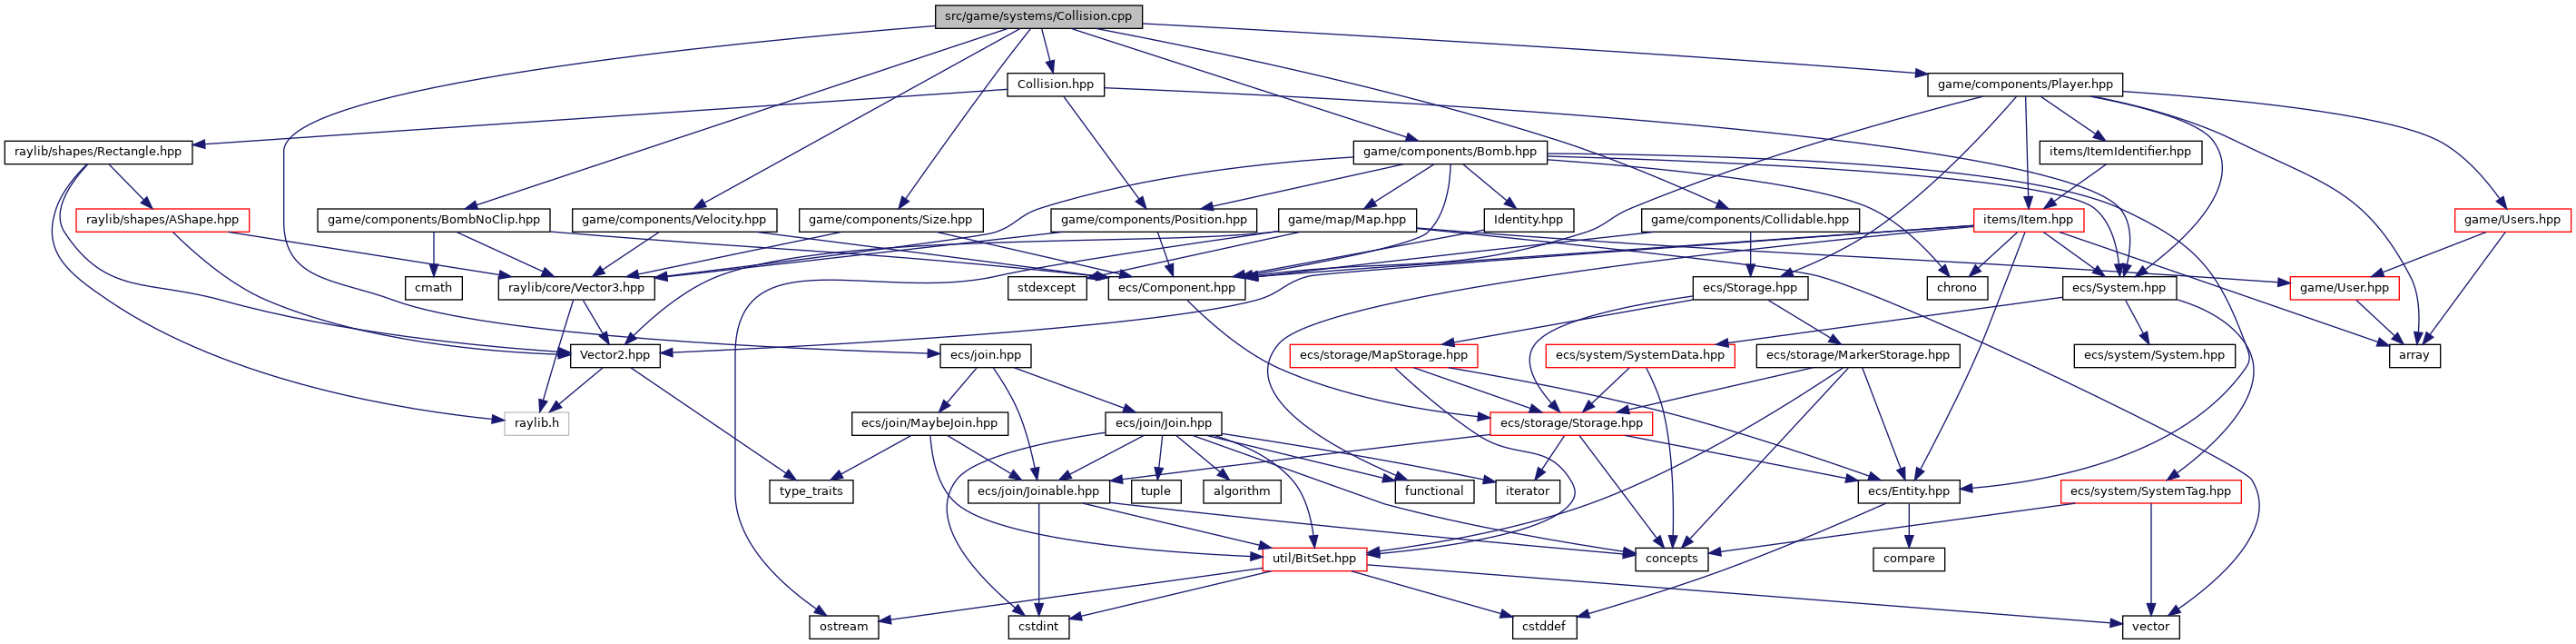 src/game/systems/Collision.cpp
Collision.hpp
game/components/Player.hpp
raylib/shapes/Rectangle.hpp
game/components/Bomb.hpp
items/ItemIdentifier.hpp
raylib/shapes/AShape.hpp
game/components/BombNoClip.hpp
game/components/Velocity.hpp
game/components/Size.hpp
game/components/Position.hpp
game/map/Map.hpp
Identity.hpp
game/components/Collidable.hpp
items/Item.hpp
game/Users.hpp
cmath
raylib/core/Vector3.hpp
stdexcept
ecs/Component.hpp
ecs/Storage.hpp
chrono
ecs/System.hpp
game/User.hpp
Vector2.hpp
ecs/join.hpp
ecs/storage/MapStorage.hpp
ecs/system/SystemData.hpp
ecs/storage/MarkerStorage.hpp
ecs/system/System.hpp
array
raylib.h
ecs/join/MaybeJoin.hpp
ecs/join/Join.hpp
ecs/storage/Storage.hpp
type_traits
ecs/join/Joinable.hpp
tuple
algorithm
functional
iterator
ecs/Entity.hpp
ecs/system/SystemTag.hpp
util/BitSet.hpp
concepts
compare
ostream
cstdint
cstddef
vector